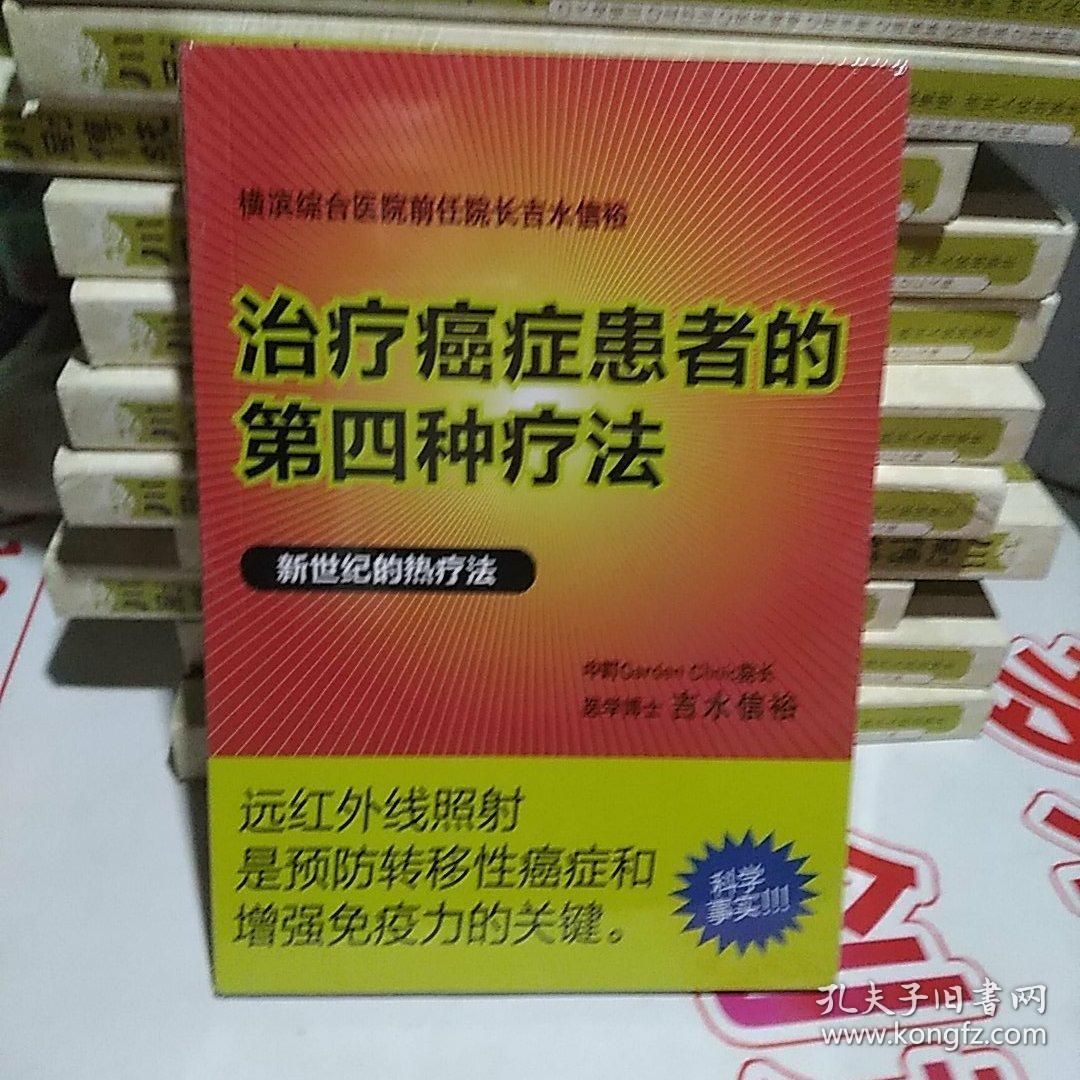 横滨综合医院前任院长吉水信裕
治疗癌症患者的
第四种疗法
新世纪的热疗法
中町Garden Clinic院长
医学博士 吉水信裕
远红外线照射
是预防转移性癌症和
增强免疫力的关键。
科学
事实!!!
孔夫子旧书网
www.kongfz.com